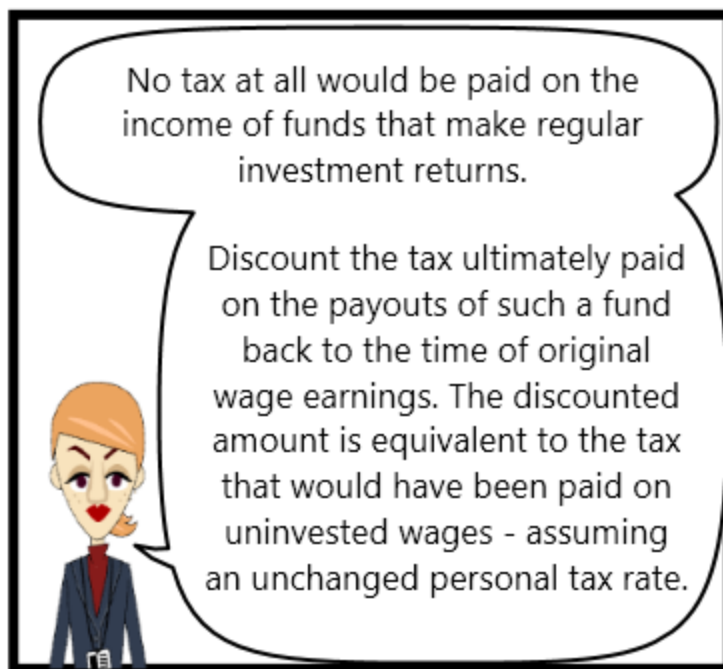 No tax at all would be paid on the
income of funds that make regular
investment returns.
Discount the tax ultimately paid
on the payouts of such a fund
back to the time of original
wage earnings. The discounted
amount is equivalent to the tax
that would have been paid on
uninvested wages - assuming
an unchanged personal tax rate.